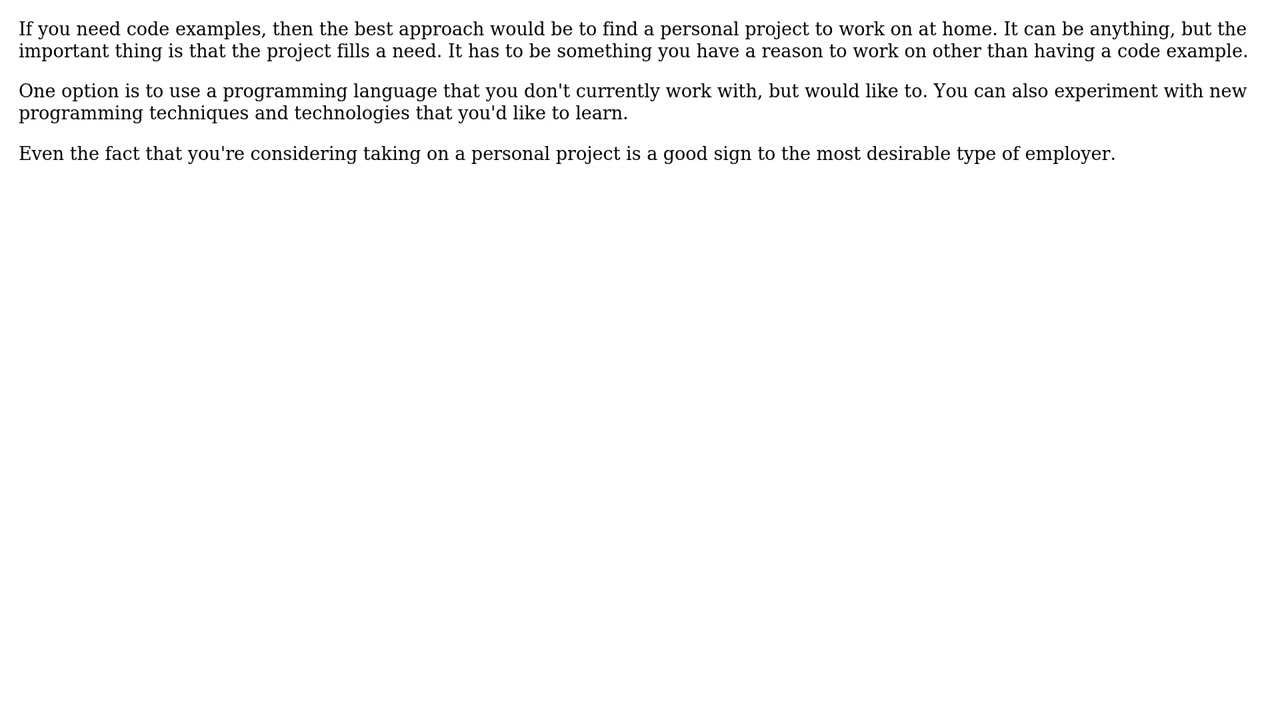 If you need code examples, then the best approach would be to find a personal project to work on at home. It can be anything, but the
important thing is that the project fills a need. It has to be something you have a reason to work on other than having a code example.
One option is to use a programming language that you don't currently work with, but would like to. You can also experiment with new
programming techniques and technologies that you'd like to learn.
Even the fact that you're considering taking on a personal project is a good sign to the most desirable type of employer.